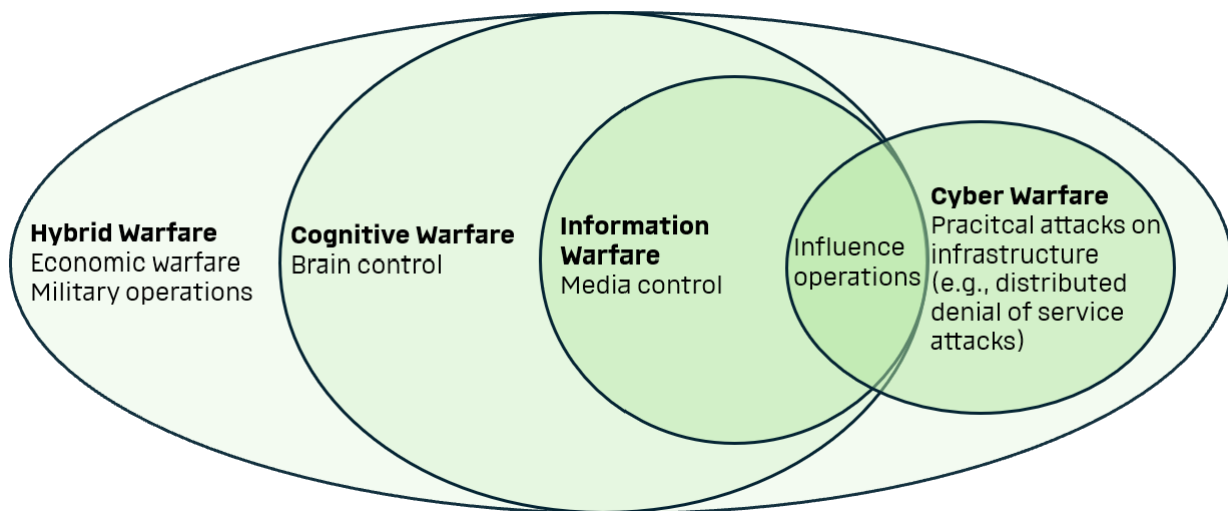 Hybrid Warfare
Economic warfare
Military operations
Cognitive Warfare
Brain control
Information
Warfare
Media control
Influence
operations
Cyber Warfare
Pracitcal attacks on
infrastructure
(e.g., distributed
denial of service
attacks)